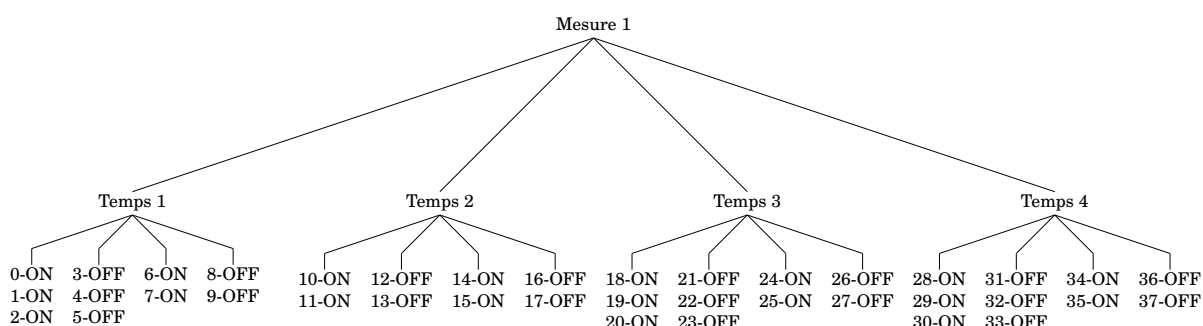 Mesure 1
Temps 1 Temps 2 Temps 3 Temps 4
0-ON 3-OFF 6-ON 8-OFF 10-ON 12-OFF 14-ON 16-OFF 18-ON 21-OFF 24-ON 26-OFF 28-ON 31-OFF 34-ON 36-OFF
1-ON 4-OFF 7-ON 9-OFF 11-ON 13-OFF 15-ON 17-OFF 19-ON 22-OFF 25-ON 27-OFF 29-ON 32-OFF 35-ON 37-OFF
2-ON 5-OFF 20-ON 23-OFF 30-ON 33-OFF